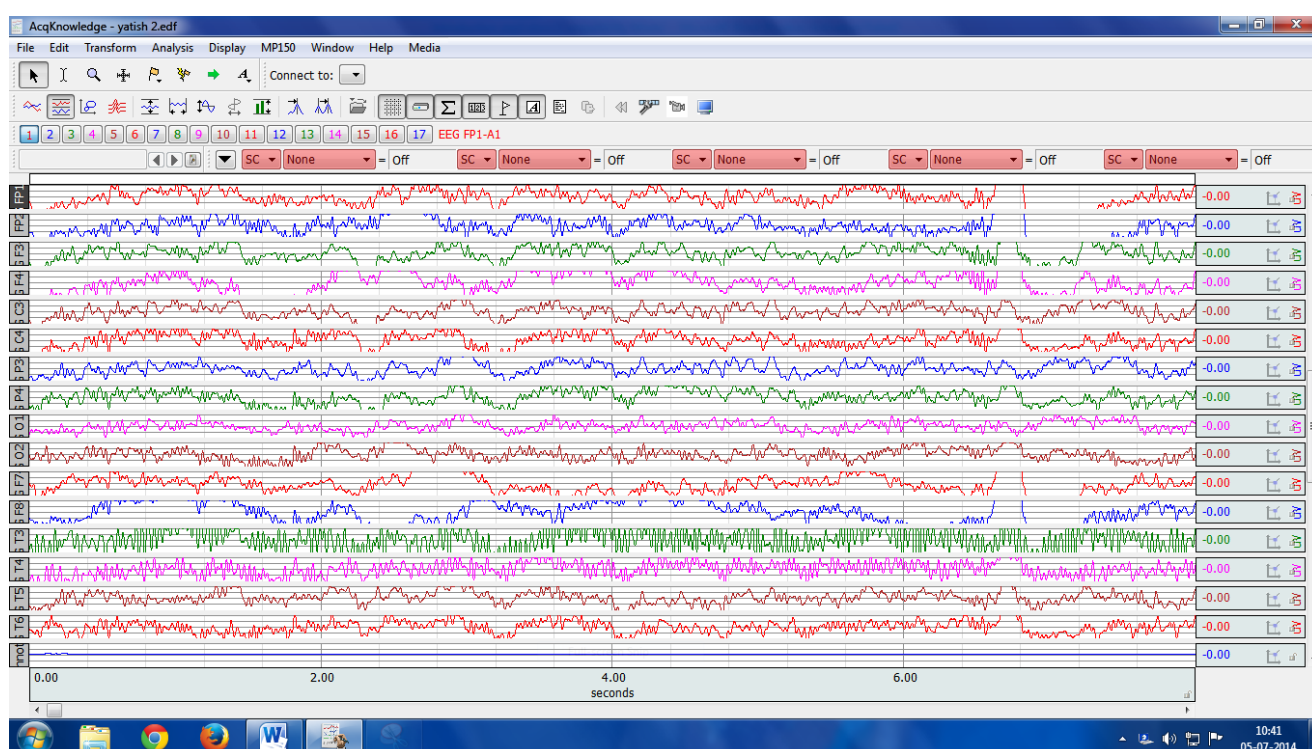 AcqKnowledge - yatish 2.edf
File Edit Transform Analysis Display MP150 Window Help Media
Connect to:
1 2 3 4 5 6 7 8 9 10 11 12 13 14 15 16 17 EEG FP1-A1
SC None = Off SC None = Off SC None = Off SC None = Off SC None = Off
FP1 -0.00
FP2 -0.00
F3 -0.00
F4 -0.00
C3 -0.00
C4 -0.00
P3 -0.00
P4 -0.00
O1 -0.00
O2 -0.00
F7 -0.00
F8 -0.00
T3 -0.00
T4 -0.00
T5 -0.00
T6 -0.00
-0.00
0.00 2.00 4.00 6.00
seconds
10:41
05-07-2014